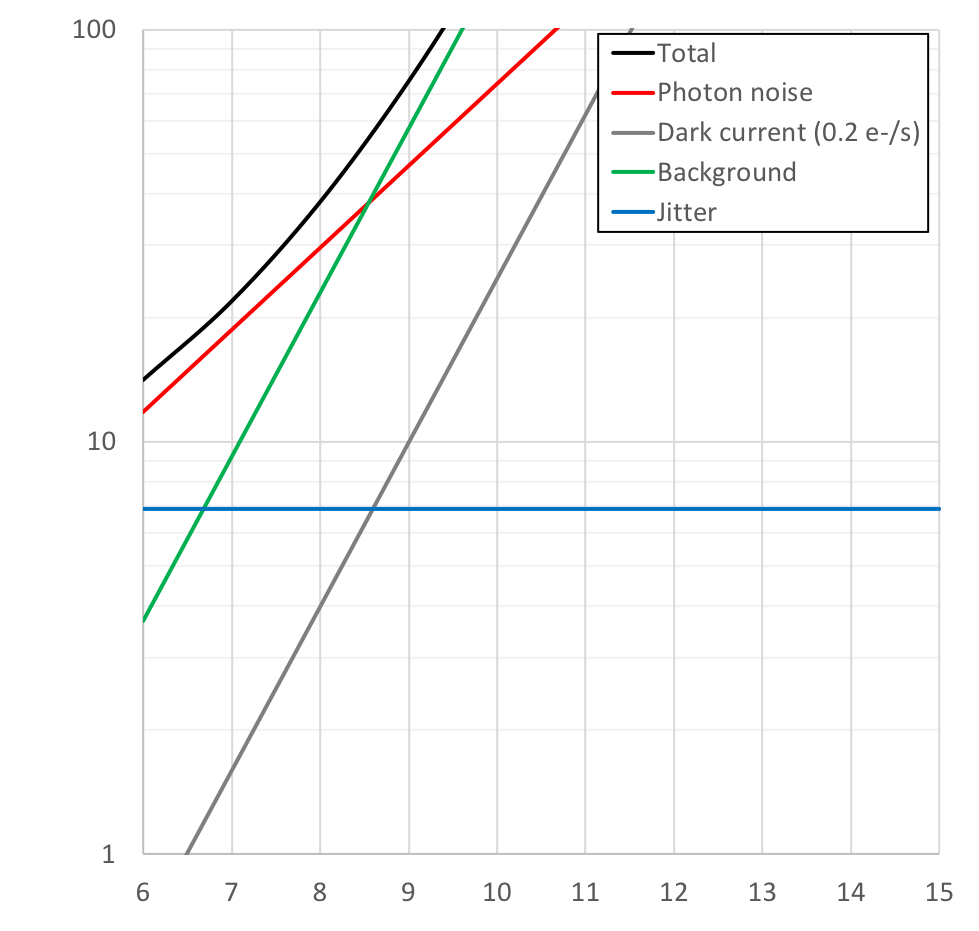 100
Total
Photon noise
Dark current (0.2 e-/s)
Background
Jitter
10
1
6 7 8 9 10 11 12 13 14 15